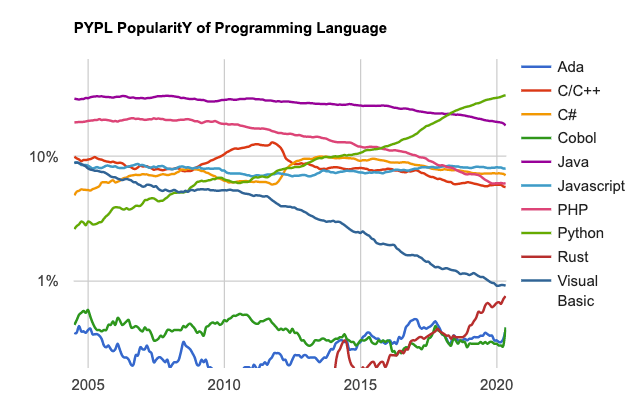 PYPL PopularitY of Programming Language
10%
1%
2005
2010
2015
2020
Ada
C/C++
C#
Cobol
Java
Javascript
PHP
Python
Rust
Visual
Basic